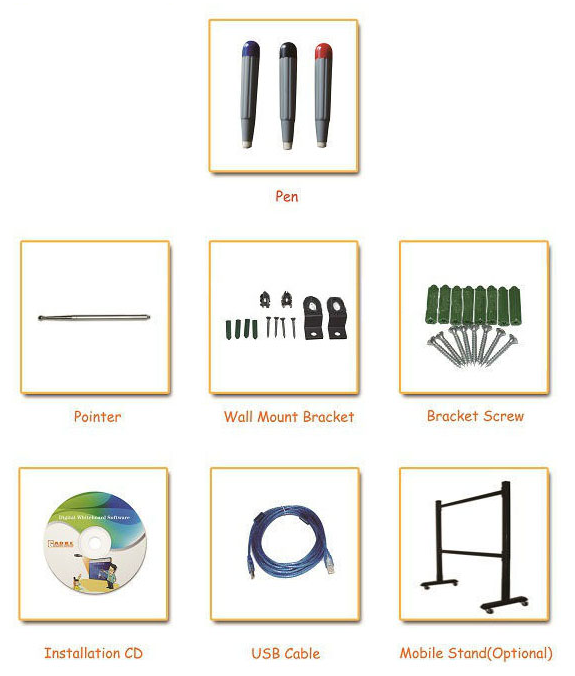 Pen
Pointer
Wall Mount Bracket
Bracket Screw
Digital Whiteboard Software
Installation CD
USB Cable
Mobile Stand(Optional)